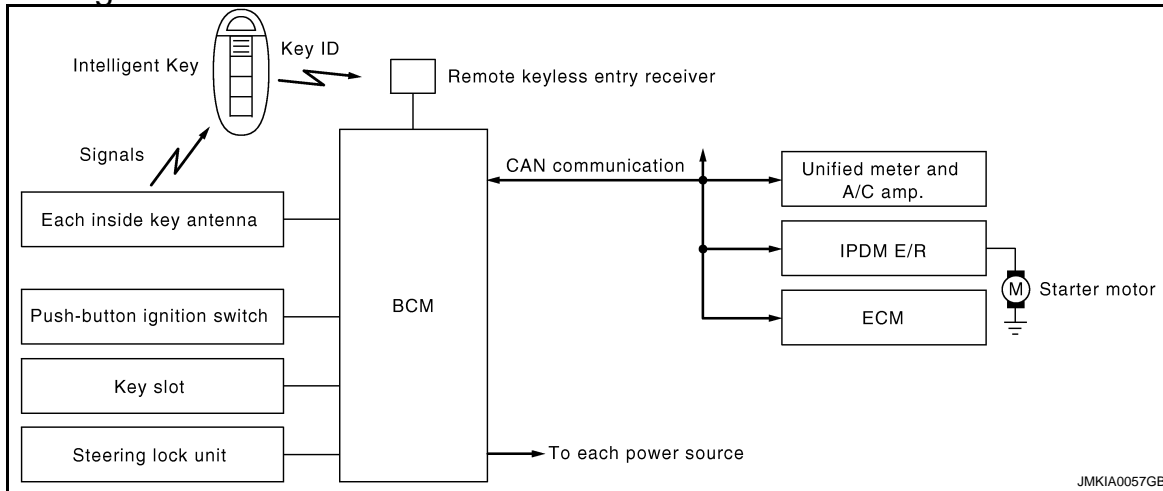 Key ID
Intelligent Key
Remote keyless entry receiver
Signals
CAN communication
Unified meter and
A/C amp.
Each inside key antenna
IPDM E/R
M
Starter motor
Push-button ignition switch
BCM
ECM
Key slot
Steering lock unit
To each power source
JMKIA0057GB